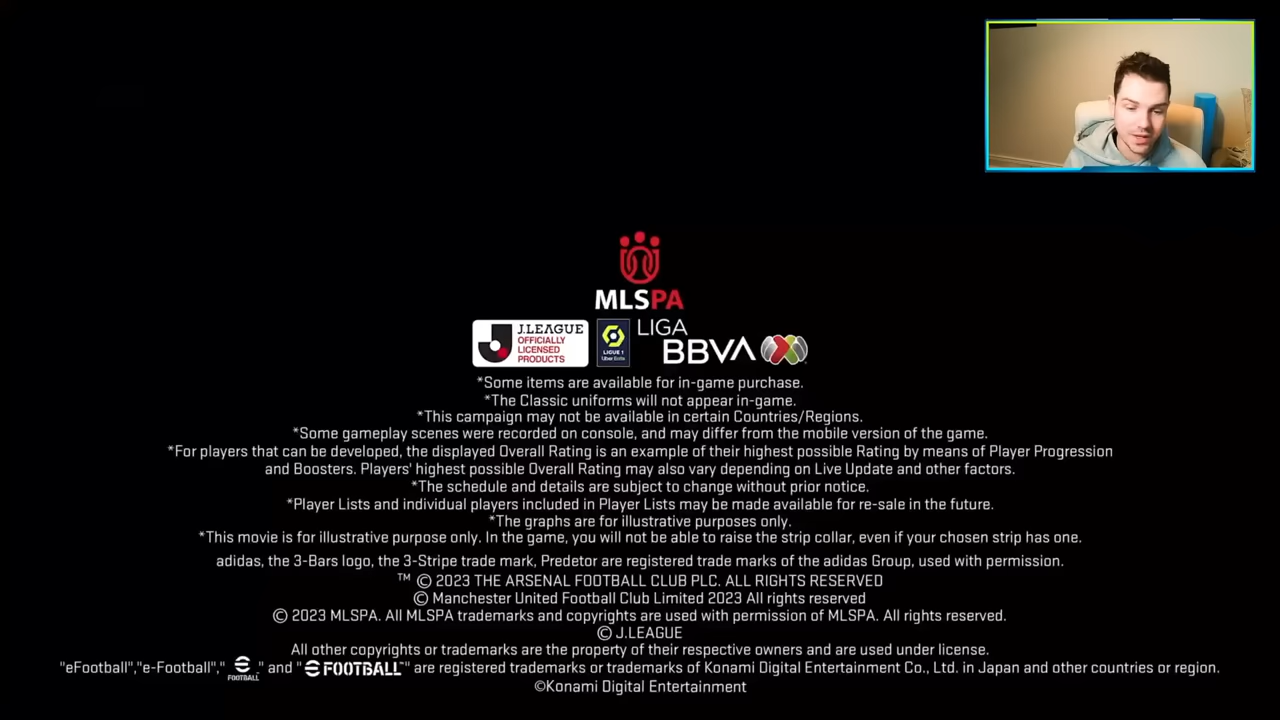 MLSPA
J.LEAGUE
OFFICIALLY
LICENSED
PRODUCTS
LIGUE 1
Uber Eats
LIGA
BBVA
*Some items are available for in-game purchase.
*The Classic uniforms will not appear in-game.
*This campaign may not be available in certain Countries/Regions.
*Some gameplay scenes were recorded on console, and may differ from the mobile version of the game.
*For players that can be developed, the displayed Overall Rating is an example of their highest possible Rating by means of Player Progression
and Boosters. Players' highest possible Overall Rating may also vary depending on Live Update and other factors.
*The schedule and details are subject to change without prior notice.
*Player Lists and individual players included in Player Lists may be made available for re-sale in the future.
*The graphs are for illustrative purposes only.
*This movie is for illustrative purpose only. In the game, you will not be able to raise the strip collar, even if your chosen strip has one.
adidas, the 3-Bars logo, the 3-Stripe trade mark, Predetor are registered trade marks of the adidas Group, used with permission.
™ © 2023 THE ARSENAL FOOTBALL CLUB PLC. ALL RIGHTS RESERVED
© Manchester United Football Club Limited 2023 All rights reserved
© 2023 MLSPA. All MLSPA trademarks and copyrights are used with permission of MLSPA. All rights reserved.
© J.LEAGUE
All other copyrights or trademarks are the property of their respective owners and are used under license.
"eFootball","e-Football","e FOOTBALL" and "eFOOTBALL™" are registered trademarks or trademarks of Konami Digital Entertainment Co., Ltd. in Japan and other countries or region.
©Konami Digital Entertainment